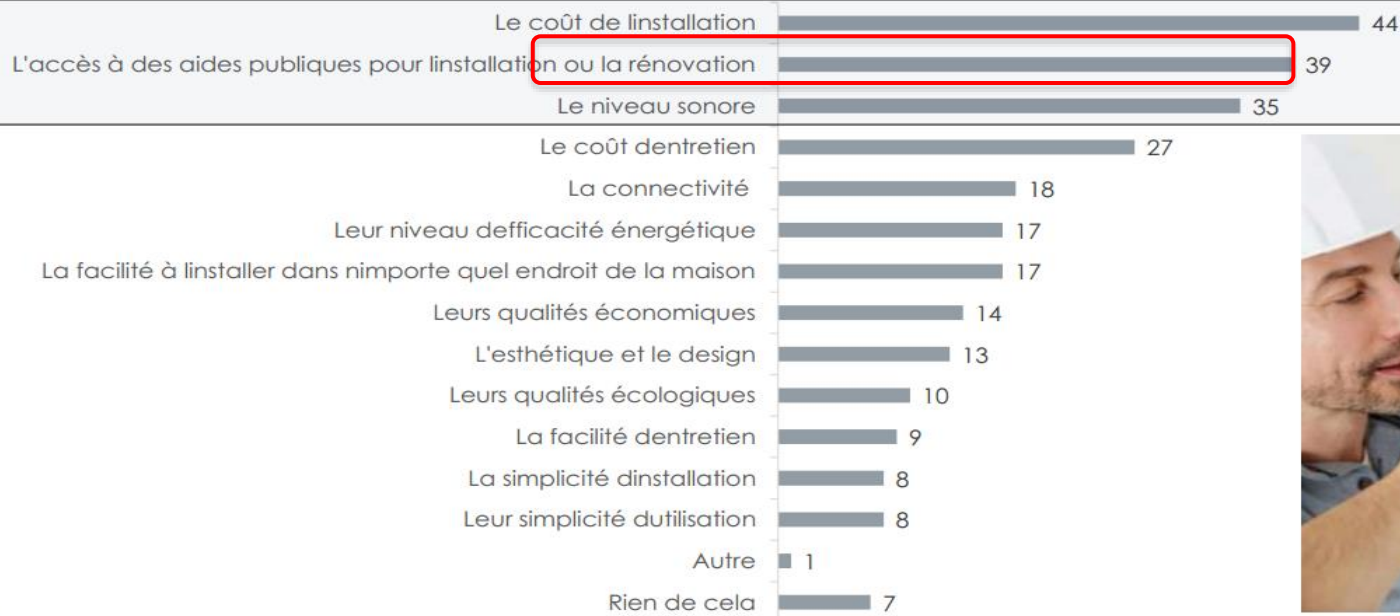 Le coût de linstallation 44
L'accès à des aides publiques pour linstallation ou la rénovation 39
Le niveau sonore 35
Le coût dentretien 27
La connectivité 18
Leur niveau defficacité énergétique 17
La facilité à linstaller dans nimporte quel endroit de la maison 17
Leurs qualités économiques 14
L'esthétique et le design 13
Leurs qualités écologiques 10
La facilité dentretien 9
La simplicité dinstallation 8
Leur simplicité dutilisation 8
Autre 1
Rien de cela 7